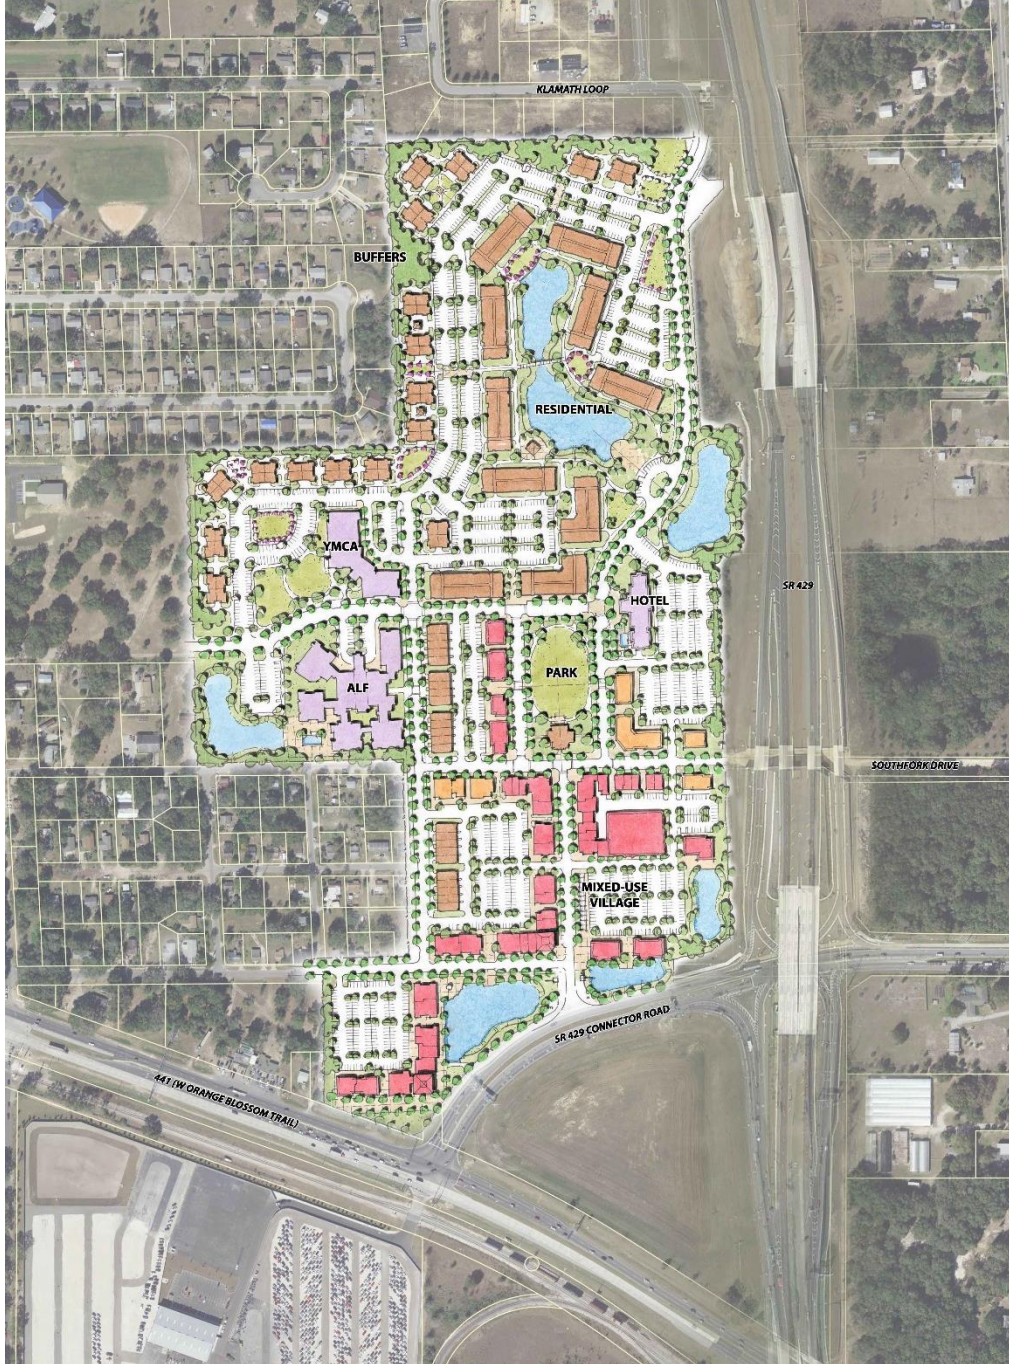 KLAMATH LOOP
BUFFERS
RESIDENTIAL
YMCA
SR 429
HOTEL
PARK
ALF
SOUTHFORK DRIVE
MIXED-USE
VILLAGE
SR 429 CONNECTOR ROAD
441 (W ORANGE BLOSSOM TRAIL)